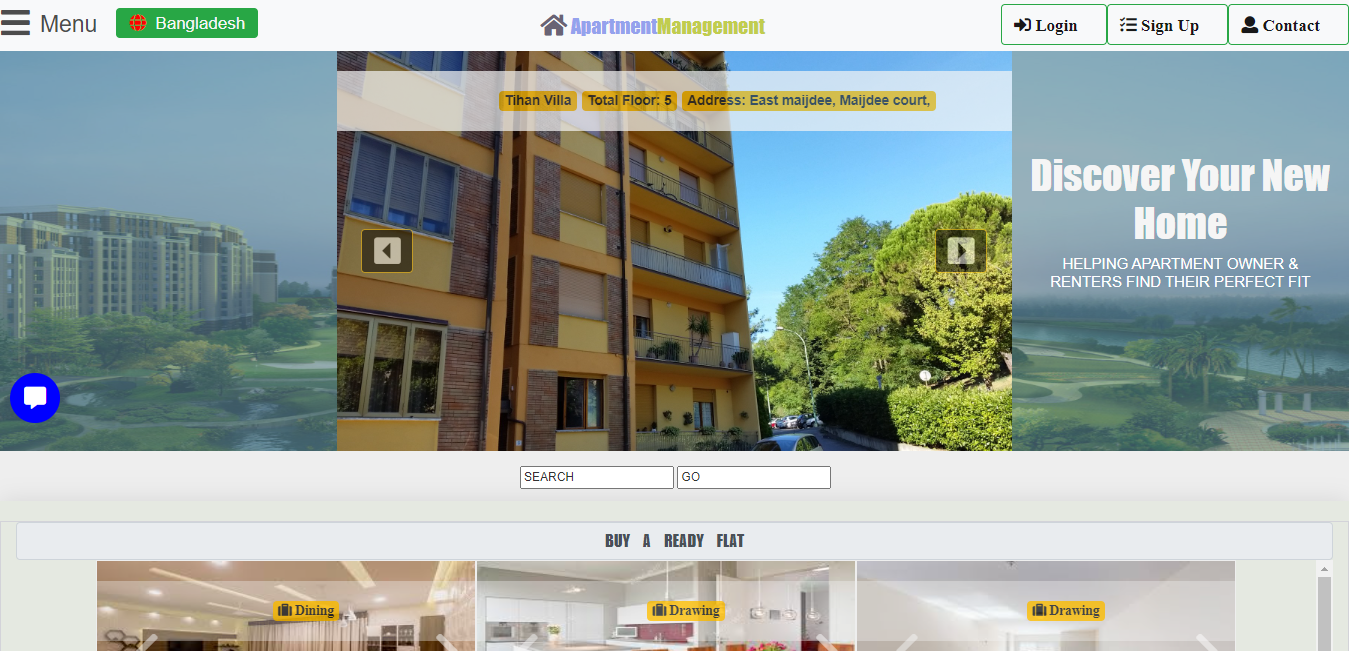 Menu
Bangladesh
ApartmentManagement
Login
Sign Up
Contact
Tihan Villa Total Floor: 5 Address: East maijdee, Maijdee court,
Discover Your New
Home
HELPING APARTMENT OWNER &
RENTERS FIND THEIR PERFECT FIT
SEARCH
GO
BUY A READY FLAT
Dining
Drawing
Drawing